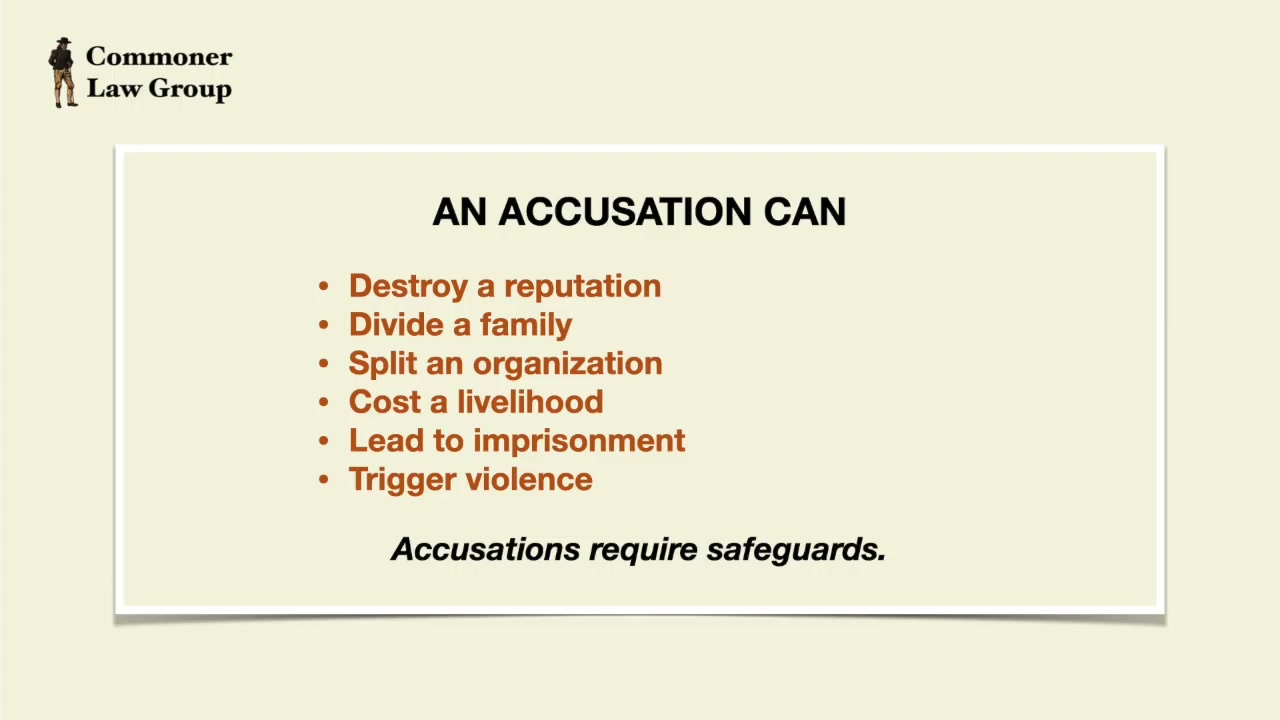 Commoner
Law Group
AN ACCUSATION CAN
• Destroy a reputation
• Divide a family
• Split an organization
• Cost a livelihood
• Lead to imprisonment
• Trigger violence
Accusations require safeguards.